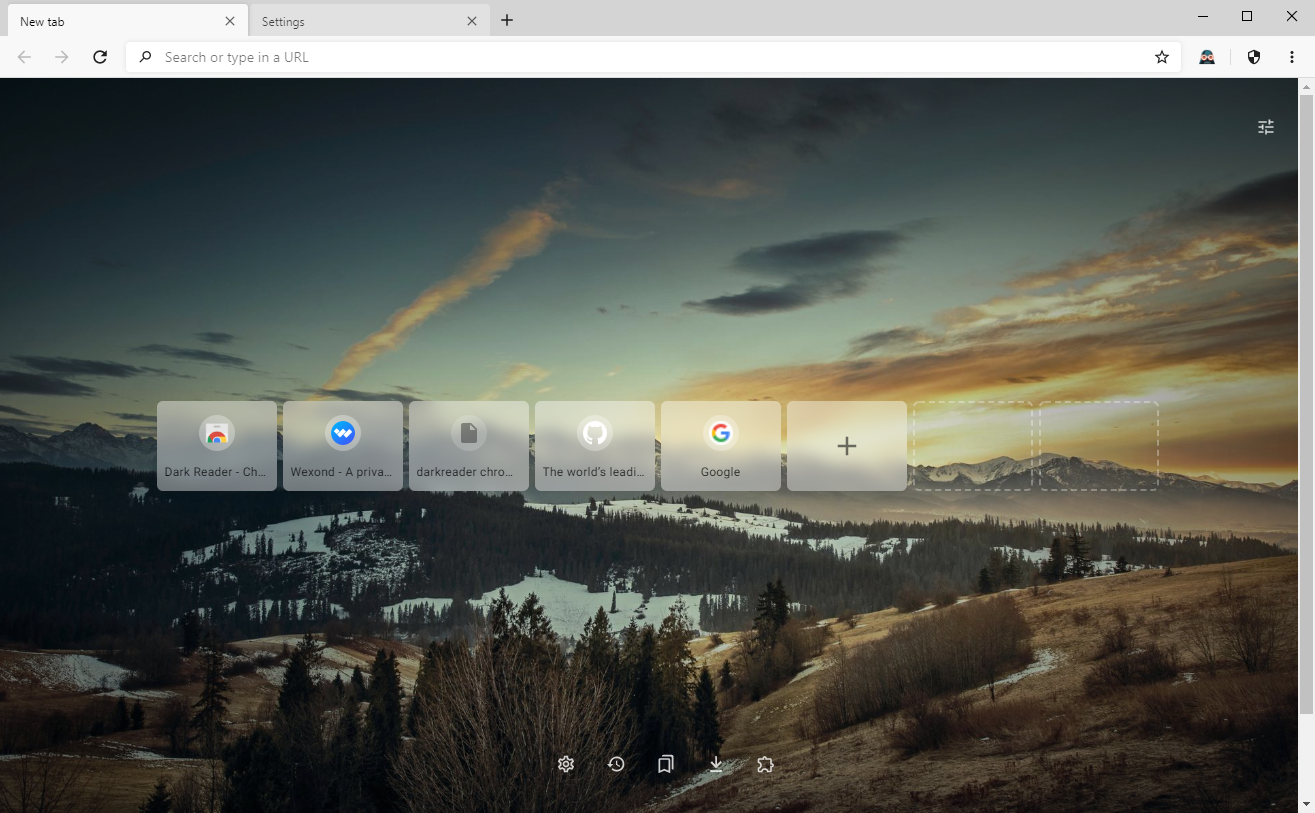 New tab
Settings
Search or type in a URL
Dark Reader - Ch...
Wexond - A priva...
darkreader chro...
The world's leadi...
Google